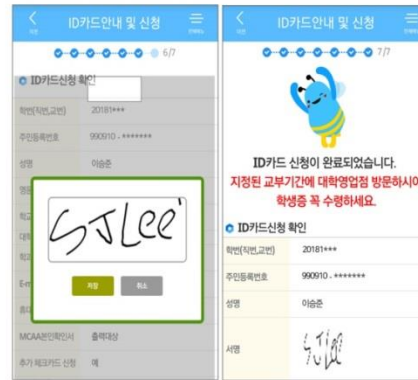 ID카드안내 및 신청
6/7
ID카드신청 확인
학번(직번,교번) 20181***
주민등록번호 990910 - *******
성명 이승준
SJLee
저장 취소
MCAA본인확인서 출력대상
추가 체크카드 신청 예
ID카드안내 및 신청
7/7
ID카드 신청이 완료되었습니다.
지정된 교부기간에 대학영업점 방문하시어
학생증 꼭 수령하세요.
ID카드신청 확인
학번(직번,교번) 20181***
주민등록번호 990910 - *******
성명 이승준
서명 SJLee